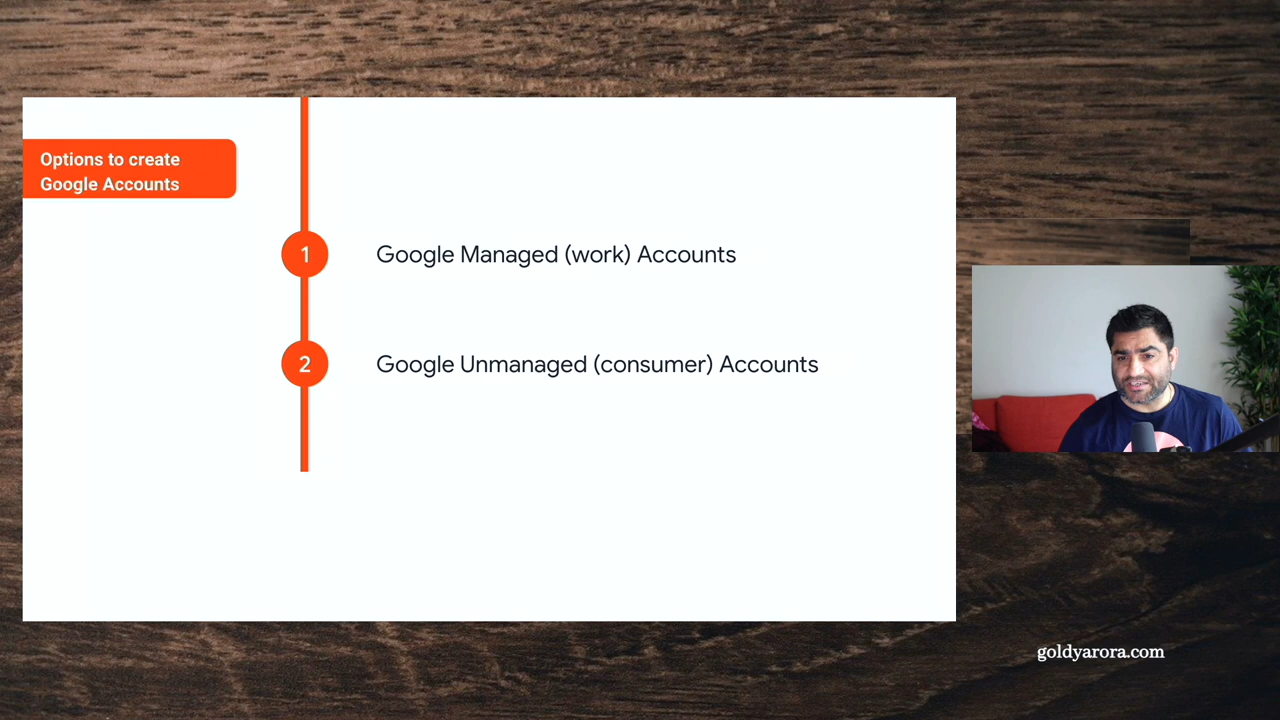 Options to create
Google Accounts
1
Google Managed (work) Accounts
2
Google Unmanaged (consumer) Accounts
goldyarora.com